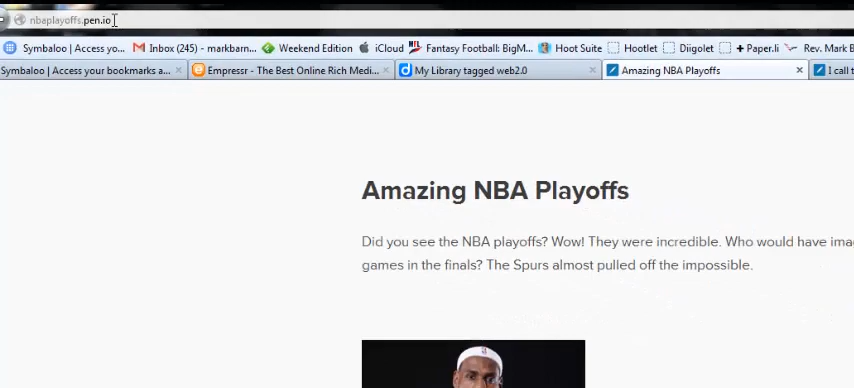 nbaplayoffs.pen.io
Symbaloo | Access yo... Inbox (245) - markbarn... Weekend Edition iCloud Fantasy Football: BigM... Hoot Suite Hootlet Diigolet + Paper.li Rev. Mark B
Symbaloo | Access your bookmarks a... Empressr - The Best Online Rich Medi... My Library tagged web2.0 Amazing NBA Playoffs I call t
Amazing NBA Playoffs
Did you see the NBA playoffs? Wow! They were incredible. Who would have ima
games in the finals? The Spurs almost pulled off the impossible.